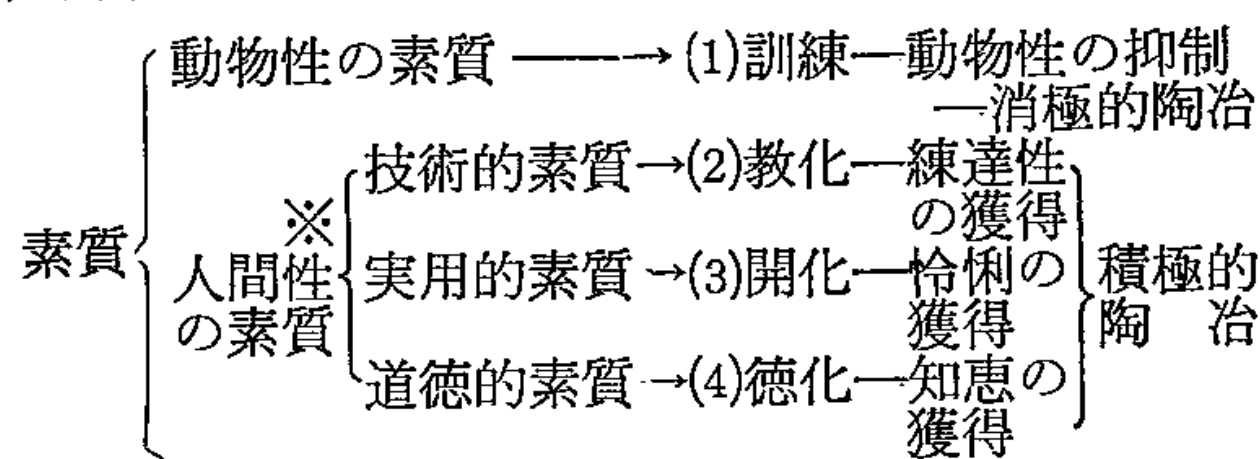 動物性の素質 ———→ (1)訓練—動物性の抑制
—消極的陶冶
技術的素質→(2)教化—練達性
の獲得
※
素質
人間性
の素質
実用的素質→(3)開化—怜悧の
獲得
積極的
陶　冶
道徳的素質→(4)徳化—知恵の
獲得